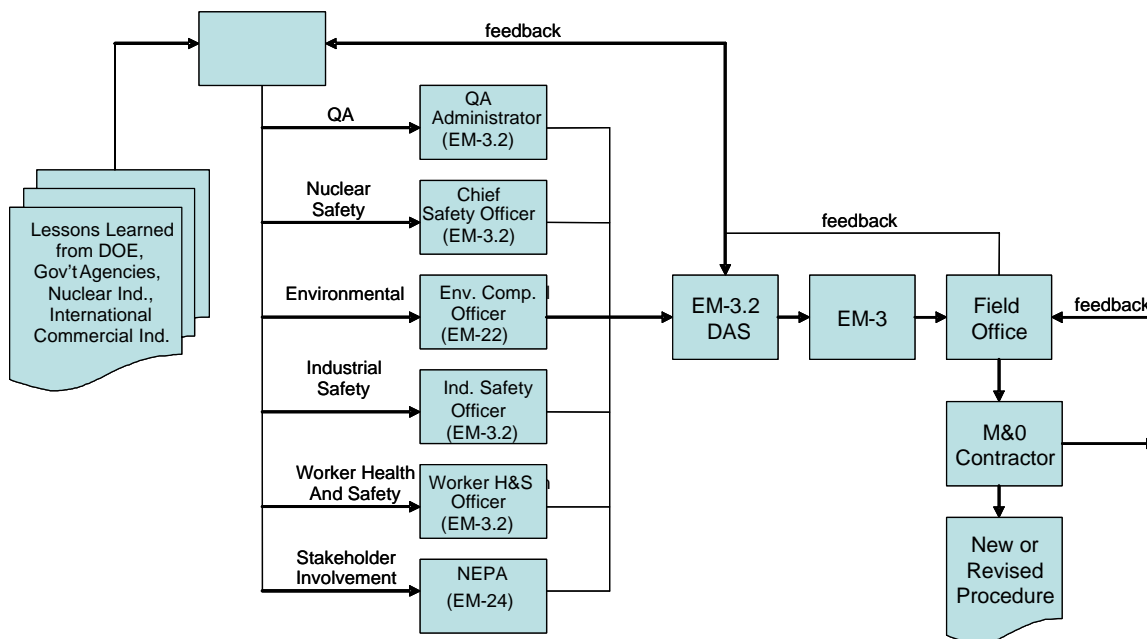 feedback
QA
QA
Administrator
(EM-3.2)
Nuclear
Safety
Chief
Safety Officer
(EM-3.2)
Lessons Learned
from DOE,
Gov't Agencies,
Nuclear Ind.,
International
Commercial Ind.
feedback
Environmental
Env. Comp.
Officer
(EM-22)
EM-3.2
DAS
EM-3
Field
Office
feedback
Industrial
Safety
Ind. Safety
Officer
(EM-3.2)
M&0
Contractor
Worker Health
And Safety
Worker H&S
Officer
(EM-3.2)
Stakeholder
Involvement
NEPA
(EM-24)
New or
Revised
Procedure